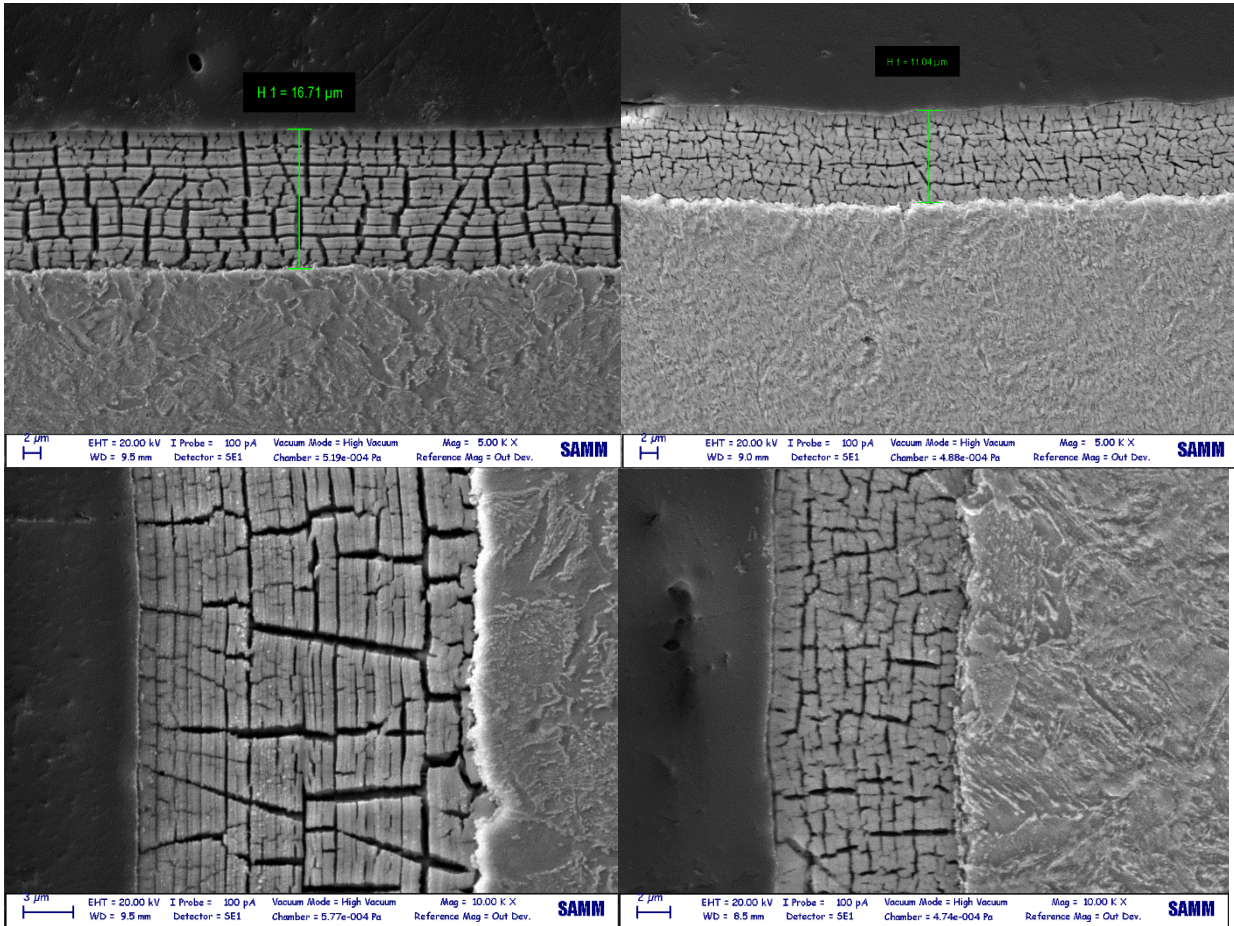 H 1 = 16.71 µm
H 1 = 11.04 µm
2 µm EHT = 20.00 kV I Probe = 100 pA Vacuum Mode = High Vacuum Mag = 5.00 K X SAMM
WD = 9.5 mm Detector = SE1 Chamber = 5.19e-004 Pa Reference Mag = Out Dev.
2 µm EHT = 20.00 kV I Probe = 100 pA Vacuum Mode = High Vacuum Mag = 5.00 K X SAMM
WD = 9.0 mm Detector = SE1 Chamber = 4.88e-004 Pa Reference Mag = Out Dev.
3 µm EHT = 20.00 kV I Probe = 100 pA Vacuum Mode = High Vacuum Mag = 10.00 K X SAMM
WD = 9.5 mm Detector = SE1 Chamber = 5.77e-004 Pa Reference Mag = Out Dev.
2 µm EHT = 20.00 kV I Probe = 100 pA Vacuum Mode = High Vacuum Mag = 10.00 K X SAMM
WD = 8.5 mm Detector = SE1 Chamber = 4.74e-004 Pa Reference Mag = Out Dev.